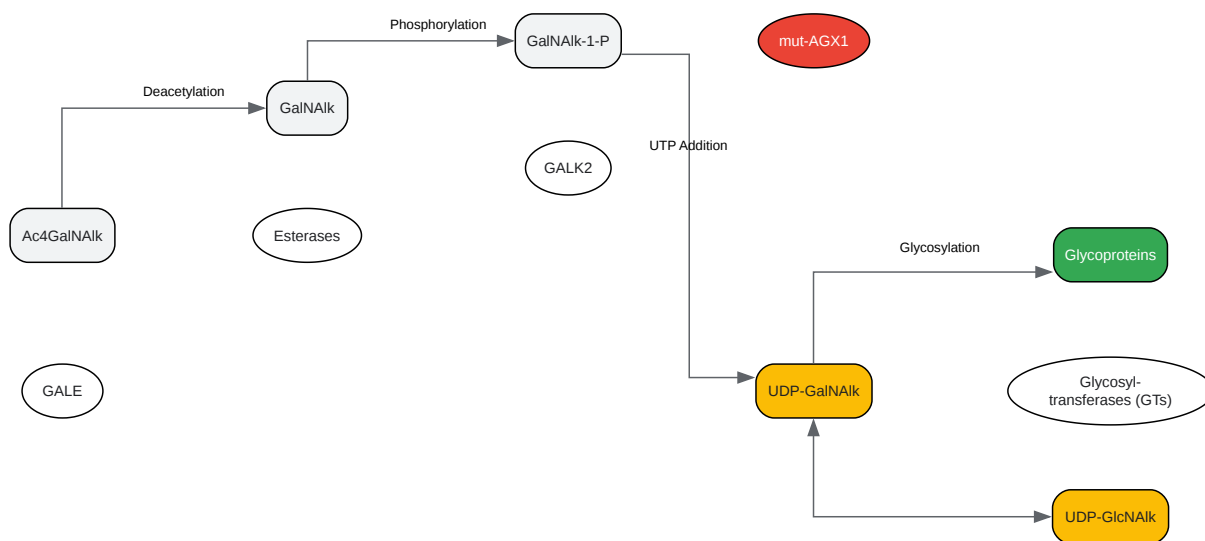 Phosphorylation
GalNAlk-1-P
mut-AGX1
Deacetylation
GalNAlk
UTP Addition
GALK2
Ac4GalNAlk
Esterases
Glycosylation
Glycoproteins
GALE
UDP-GalNAlk
Glycosyl-
transferases (GTs)
UDP-GlcNAlk